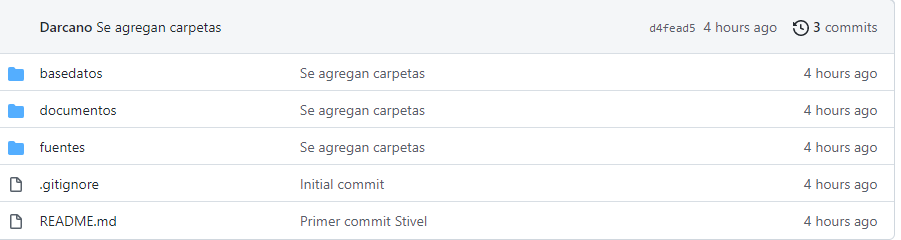 Darcano Se agregan carpetas d4fead5 4 hours ago 3 commits
basedatos Se agregan carpetas 4 hours ago
documentos Se agregan carpetas 4 hours ago
fuentes Se agregan carpetas 4 hours ago
.gitignore Initial commit 4 hours ago
README.md Primer commit Stivel 4 hours ago